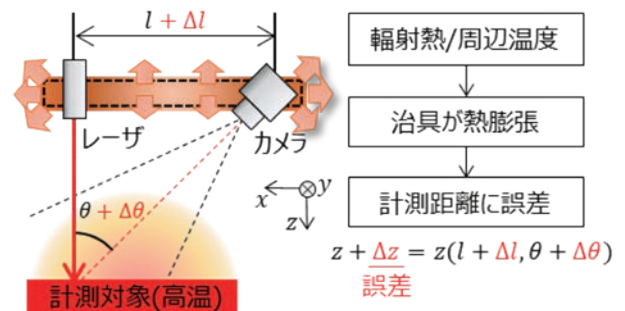 l + Δl
レーザ
カメラ
θ + Δθ
x
y
z
計測対象(高温)
輻射熱/周辺温度
治具が熱膨張
計測距離に誤差
z + Δz = z(l + Δl, θ + Δθ)
誤差